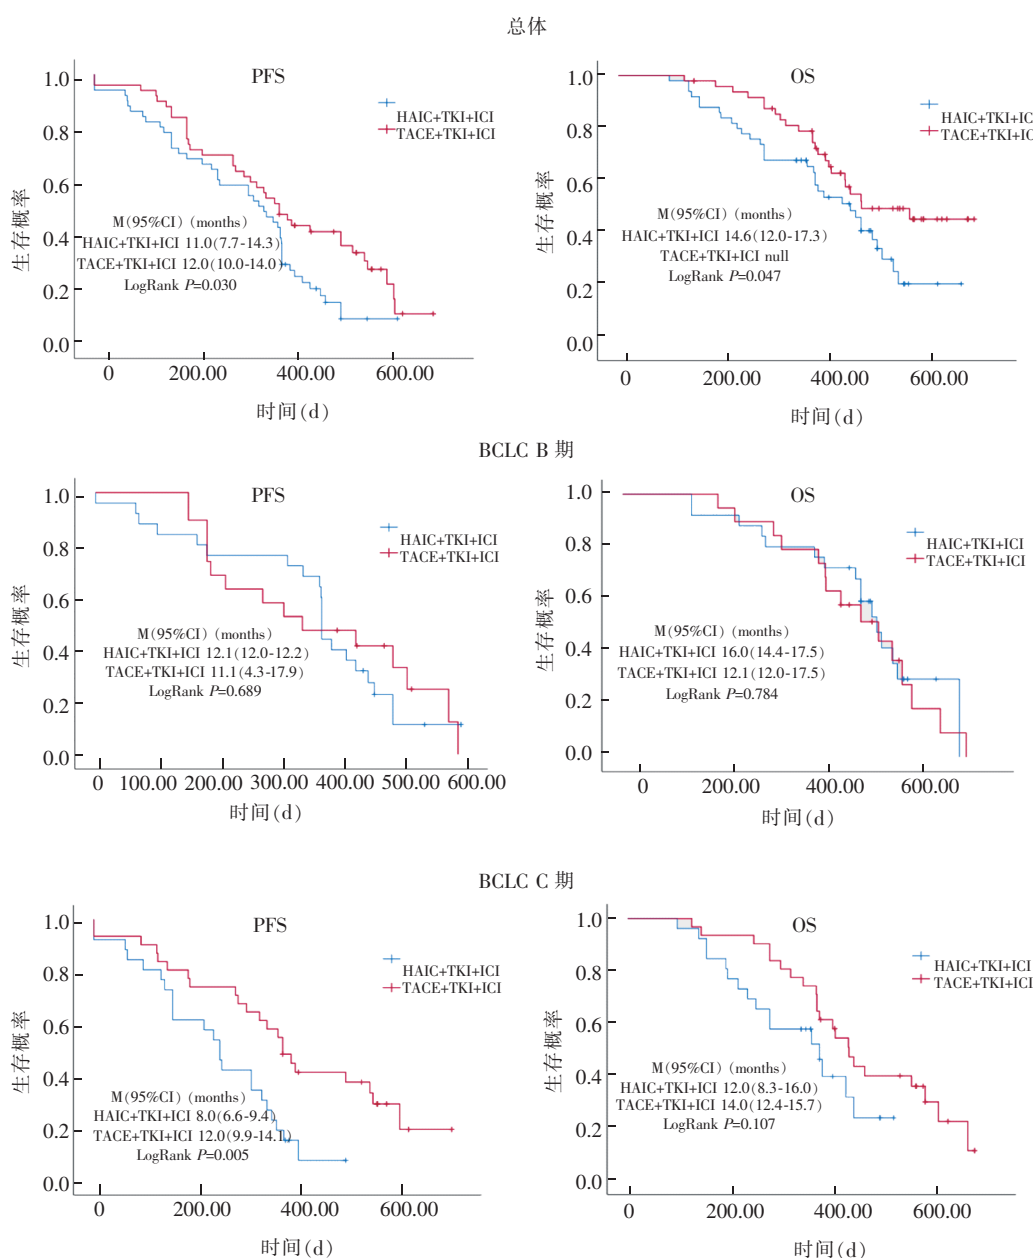 总体
PFS
1.0
0.8
0.6
0.4
0.2
0.0
生存概率
HAIC+TKI+ICI
TACE+TKI+ICI
M(95%CI) (months)
HAIC+TKI+ICI 11.0(7.7-14.3)
TACE+TKI+ICI 12.0(10.0-14.0)
LogRank P=0.030
0 200.00 400.00 600.00
时间(d)
OS
1.0
0.8
0.6
0.4
0.2
0.0
生存概率
HAIC+TKI+IC
TACE+TKI+IC
M(95%CI) (months)
HAIC+TKI+ICI 14.6(12.0-17.3)
TACE+TKI+ICI null
LogRank P=0.047
0 200.00 400.00 600.00
时间(d)
BCLC B 期
PFS
1.0
0.8
0.6
0.4
0.2
0.0
生存概率
HAIC+TKI+ICI
TACE+TKI+ICI
M(95%CI) (months)
HAIC+TKI+ICI 12.1(12.0-12.2)
TACE+TKI+ICI 11.1(4.3-17.9)
LogRank P=0.689
0 100.00 200.00 300.00 400.00 500.00 600.00
时间(d)
OS
1.0
0.8
0.6
0.4
0.2
0.0
生存概率
HAIC+TKI+ICI
TACE+TKI+ICI
M(95%CI) (months)
HAIC+TKI+ICI 16.0(14.4-17.5)
TACE+TKI+ICI 12.1(12.0-17.5)
LogRank P=0.784
0 200.00 400.00 600.00
时间(d)
BCLC C 期
PFS
1.0
0.8
0.6
0.4
0.2
0.0
生存概率
HAIC+TKI+ICI
TACE+TKI+ICI
M(95%CI) (months)
HAIC+TKI+ICI 8.0(6.6-9.4)
TACE+TKI+ICI 12.0(9.9-14.1)
LogRank P=0.005
0 200.00 400.00 600.00
时间(d)
OS
1.0
0.8
0.6
0.4
0.2
0.0
生存概率
HAIC+TKI+ICI
TACE+TKI+ICI
M(95%CI) (months)
HAIC+TKI+ICI 12.0(8.3-16.0)
TACE+TKI+ICI 14.0(12.4-15.7)
LogRank P=0.107
0 200.00 400.00 600.00
时间(d)